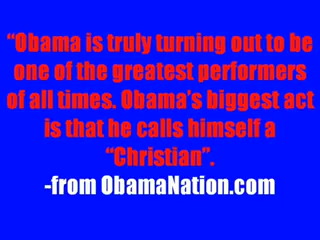 “Obama is truly turning out to be
one of the greatest performers
of all times. Obama’s biggest act
is that he calls himself a
“Christian”.
-from ObamaNation.com